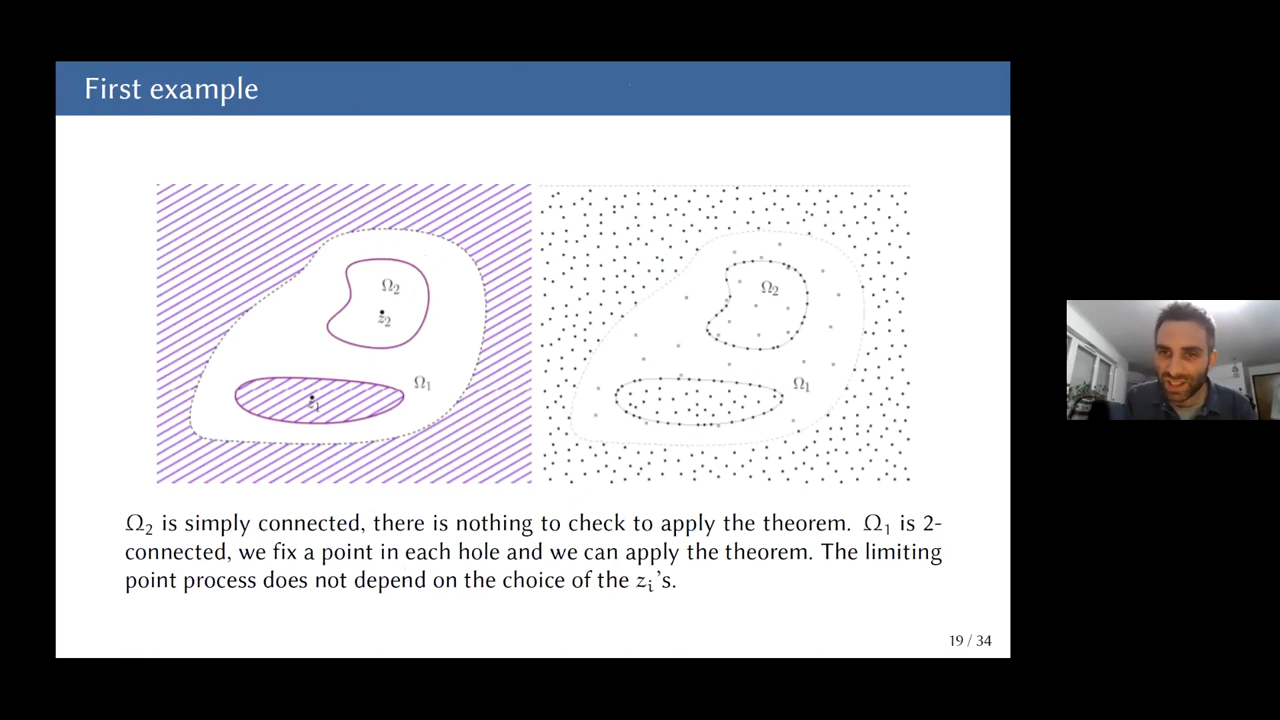 First example
Ω₂
z₂
Ω₁
z₁
Ω₂
Ω₁
Ω₂ is simply connected, there is nothing to check to apply the theorem. Ω₁ is 2-
connected, we fix a point in each hole and we can apply the theorem. The limiting
point process does not depend on the choice of the zᵢ's.
19 / 34